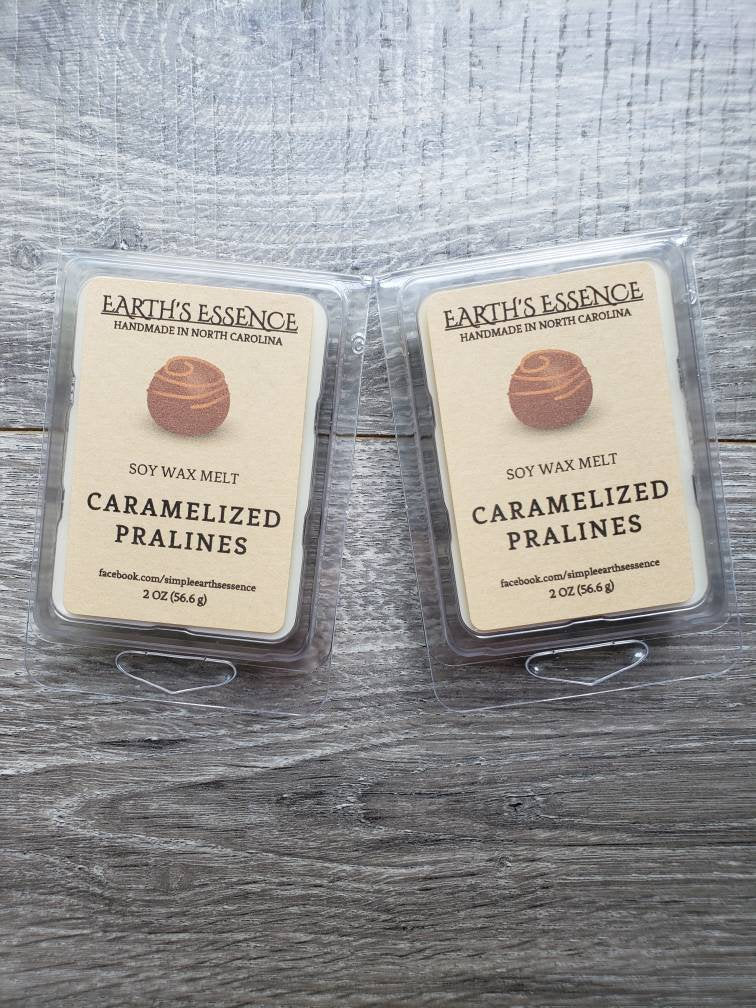 EARTH'S ESSENCE
HANDMADE IN NORTH CAROLINA
SOY WAX MELT
CARAMELIZED
PRALINES
facebook.com/simpleearthsessence
2 OZ (56.6 g)
EARTH'S ESSENCE
HANDMADE IN NORTH CAROLINA
SOY WAX MELT
CARAMELIZED
PRALINES
facebook.com/simpleearthsessence
2 OZ (56.6 g)